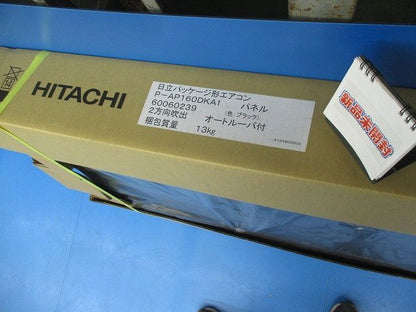 HITACHI
日立パッケージ形エアコン
P-AP160DKAI パネル
60060239 (色:ブラック)
2方向吹出 オートルーバ付
梱包質量 13kg
新品未開封